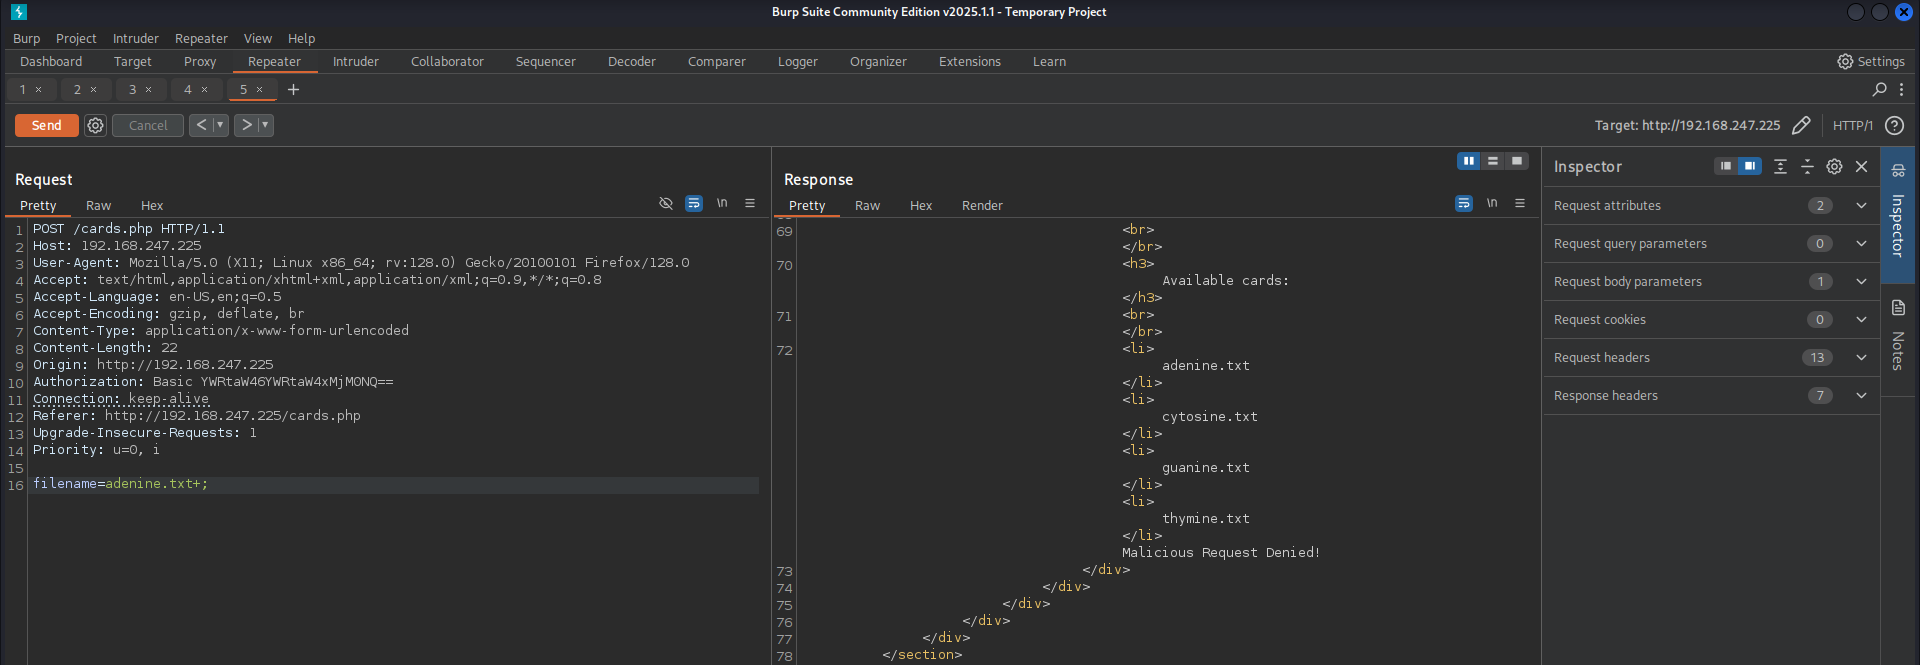 Burp Suite Community Edition v2025.1.1 - Temporary Project
Burp Project Intruder Repeater View Help
Dashboard Target Proxy Repeater Intruder Collaborator Sequencer Decoder Comparer Logger Organizer Extensions Learn
Settings
1 × 2 × 3 × 4 × 5 × +
Send Cancel < > Target: http://192.168.247.225 HTTP/1 ?
Request
Pretty Raw Hex
\n
1 POST /cards.php HTTP/1.1
2 Host: 192.168.247.225
3 User-Agent: Mozilla/5.0 (X11; Linux x86_64; rv:128.0) Gecko/20100101 Firefox/128.0
4 Accept: text/html,application/xhtml+xml,application/xml;q=0.9,*/*;q=0.8
5 Accept-Language: en-US,en;q=0.5
6 Accept-Encoding: gzip, deflate, br
7 Content-Type: application/x-www-form-urlencoded
8 Content-Length: 22
9 Origin: http://192.168.247.225
10 Authorization: Basic YWRtaW46YWRtaW4xMjM0NQ==
11 Connection: keep-alive
12 Referer: http://192.168.247.225/cards.php
13 Upgrade-Insecure-Requests: 1
14 Priority: u=0, i
15
16 filename=adenine.txt+;
Response
Pretty Raw Hex Render
\n
69 <br>
</br>
70 <h3>
Available cards:
</h3>
71 <br>
</br>
72 <li>
adenine.txt
</li>
<li>
cytosine.txt
</li>
<li>
guanine.txt
</li>
<li>
thymine.txt
</li>
Malicious Request Denied!
73 </div>
74 </div>
75 </div>
76 </div>
77 </div>
78 </section>
Inspector
Request attributes 2
Request query parameters 0
Request body parameters 1
Request cookies 0
Request headers 13
Response headers 7
Inspector
Notes